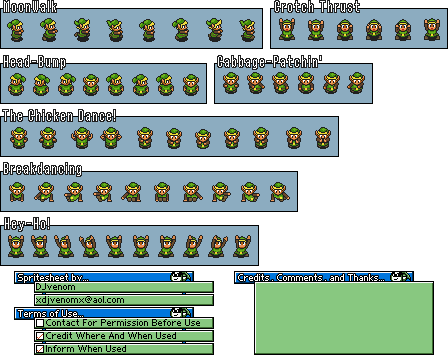 MoonWalk
Crotch Thrust
Head-Bump
Cabbage-Patchin'
The Chicken Dance!
Breakdancing
Hey-Ho!
Spritesheet by...
DJvenom
xdjvenomx@aol.com
Terms of Use...
Contact For Permission Before Use
Credit Where And When Used
Inform When Used
Credits, Comments, and Thanks...